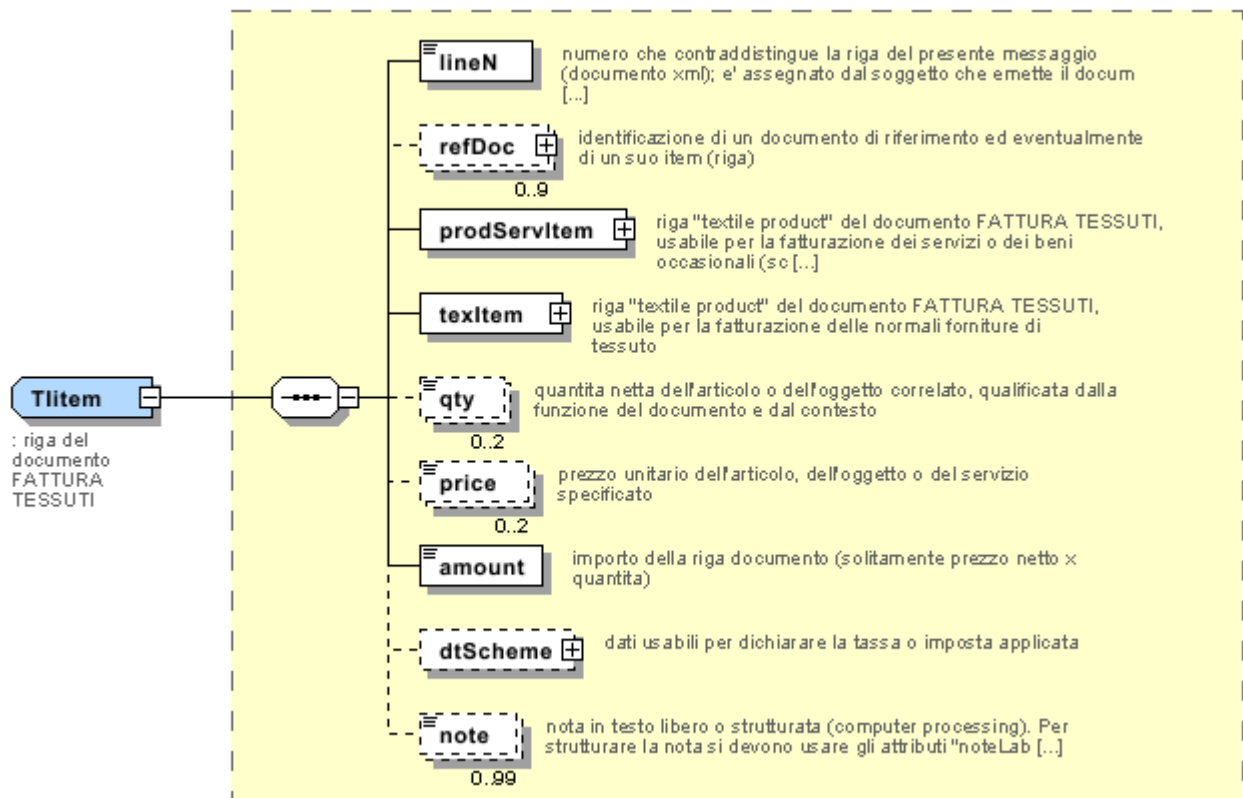 lineN
numero che contraddistingue la riga del presente messaggio
(documento xml); e' assegnato dal soggetto che emette il docum
[...]
refDoc
0..9
identificazione di un documento di riferimento ed eventualmente
di un suo item (riga)
prodServItem
riga "textile product" del documento FATTURA TESSUTI,
usabile per la fatturazione dei servizi o dei beni
occasionali (sc [...]
texItem
riga "textile product" del documento FATTURA TESSUTI,
usabile per la fatturazione delle normali forniture di
tessuto
TIitem
: riga del
documento
FATTURA
TESSUTI
qty
0..2
quantita netta dell'articolo o dell'oggetto correlato, qualificata dalla
funzione del documento e dal contesto
price
0..2
prezzo unitario dell'articolo, dell'oggetto o del servizio
specificato
amount
importo della riga documento (solitamente prezzo netto x
quantita)
dtScheme
dati usabili per dichiarare la tassa o imposta applicata
note
0..99
nota in testo libero o strutturata (computer processing). Per
strutturare la nota si devono usare gli attributi "noteLab [...]